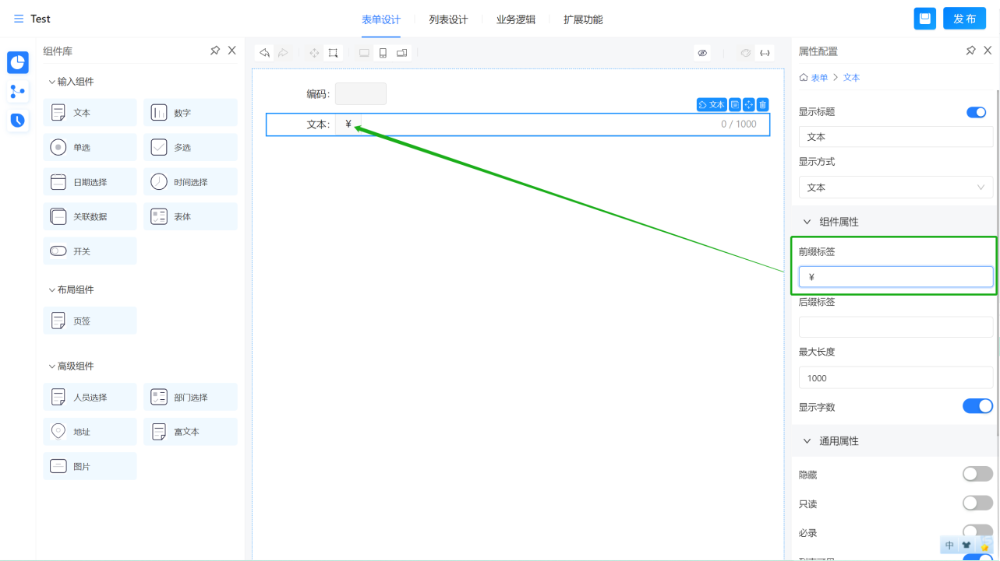 Test
表单设计
列表设计
业务逻辑
扩展功能
发布
组件库
输入组件
文本
数字
单选
多选
日期选择
时间选择
关联数据
表体
开关
布局组件
页签
高级组件
人员选择
部门选择
地址
富文本
图片
编码:
文本
文本: ¥ 0 / 1000
属性配置
表单 > 文本
显示标题
文本
显示方式
文本
组件属性
前缀标签
¥
后缀标签
最大长度
1000
显示字数
通用属性
隐藏
只读
必录
中